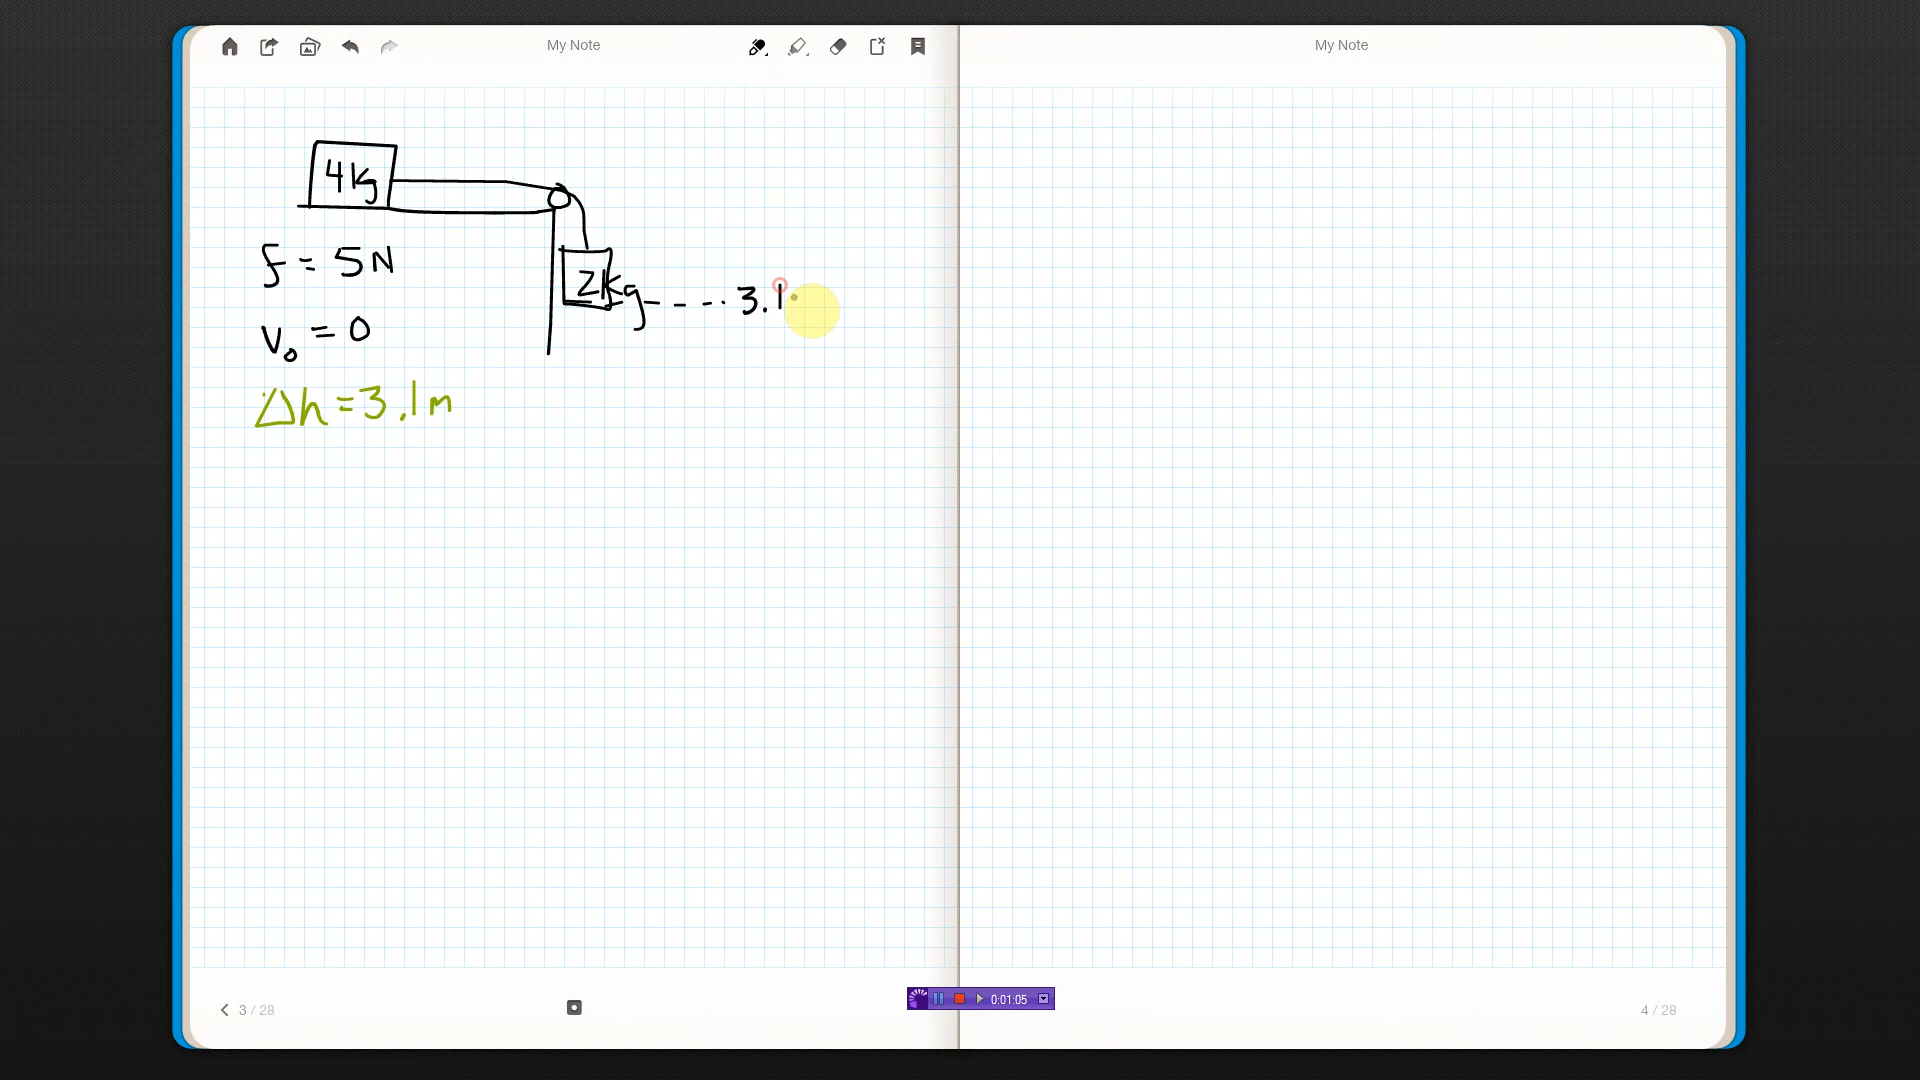 My Note
My Note
4kg
f = 5N
2kg
3.1
v₀ = 0
Δh = 3.1m
3 / 28
0:01:05
4 / 28